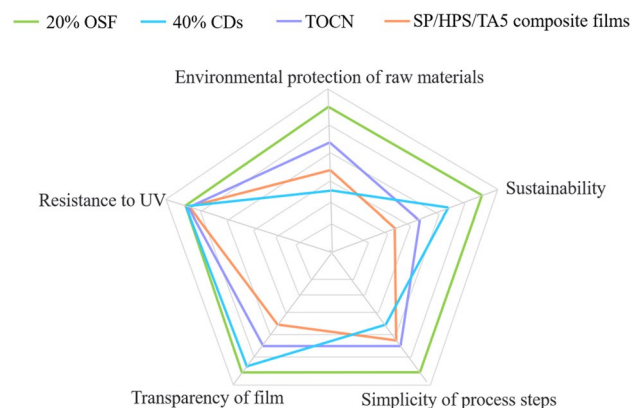 20% OSF 40% CDs TOCN SP/HPS/TA5 composite films
Environmental protection of raw materials
Resistance to UV
Sustainability
Transparency of film
Simplicity of process steps